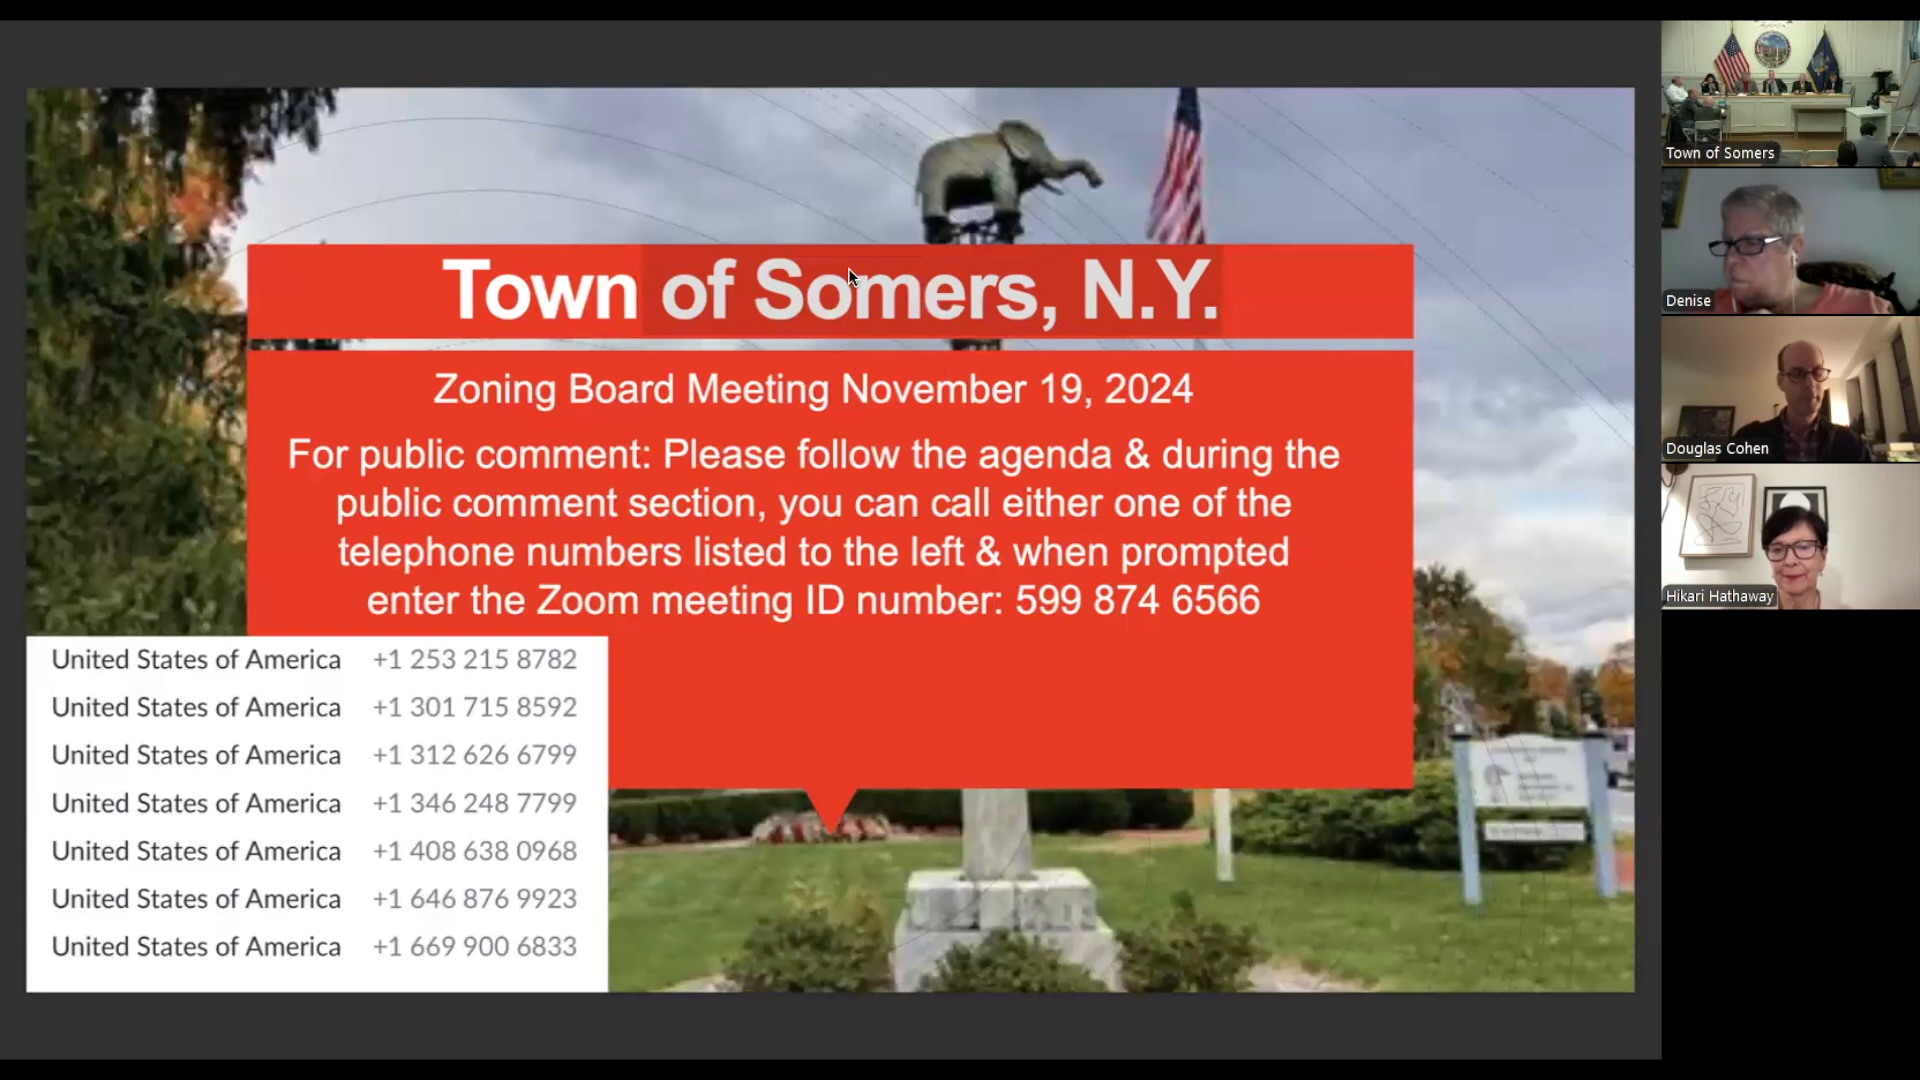 Town of Somers, N.Y.
Zoning Board Meeting November 19, 2024
For public comment: Please follow the agenda & during the
public comment section, you can call either one of the
telephone numbers listed to the left & when prompted
enter the Zoom meeting ID number: 599 874 6566
United States of America +1 253 215 8782
United States of America +1 301 715 8592
United States of America +1 312 626 6799
United States of America +1 346 248 7799
United States of America +1 408 638 0968
United States of America +1 646 876 9923
United States of America +1 669 900 6833
Town of Somers
Denise
Douglas Cohen
Hikari Hathaway